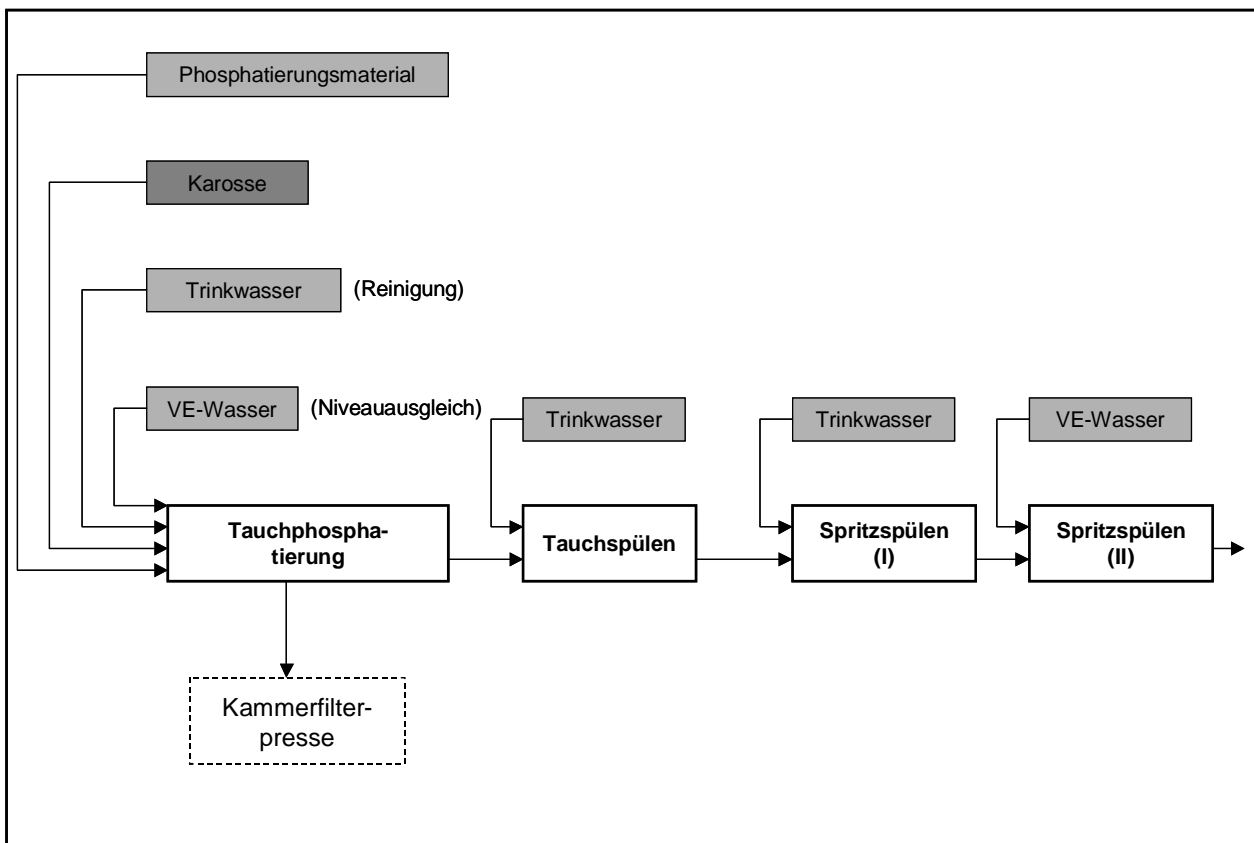 Phosphatierungsmaterial
Karosse
Trinkwasser (Reinigung)
VE-Wasser (Niveauausgleich)
Trinkwasser
Trinkwasser
VE-Wasser
Tauchphospha-
tierung
Tauchspülen
Spritzspülen
(I)
Spritzspülen
(II)
Kammerfilter-
presse